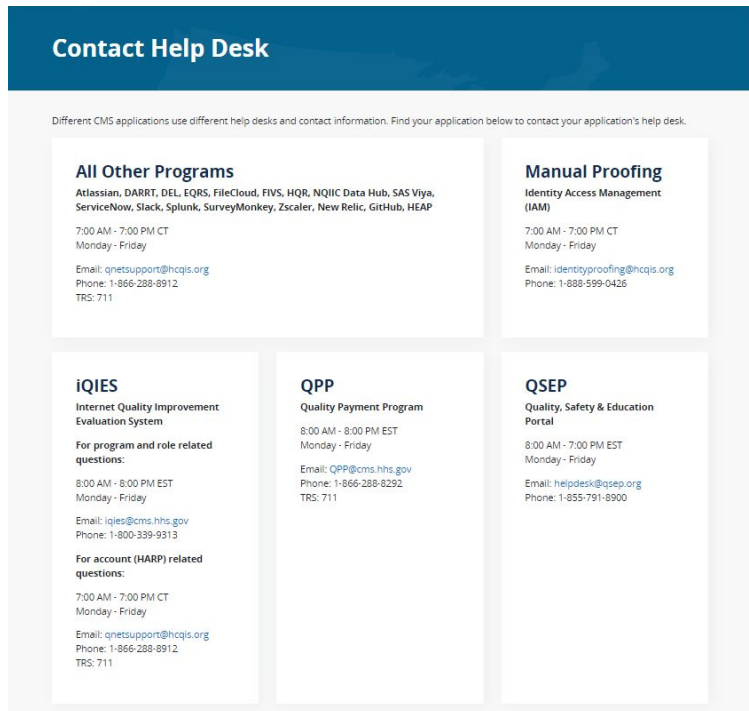 Contact Help Desk
Different CMS applications use different help desks and contact information. Find your application below to contact your application's help desk.
All Other Programs
Atlassian, DARRT, DEL, EQRS, FileCloud, FIVS, HQR, NQIIC Data Hub, SAS Viya,
ServiceNow, Slack, Splunk, SurveyMonkey, Zscaler, New Relic, GitHub, HEAP
7:00 AM - 7:00 PM CT
Monday - Friday
Email: qnetsupport@hcqis.org
Phone: 1-866-288-8912
TRS: 711
Manual Proofing
Identity Access Management
(IAM)
7:00 AM - 7:00 PM CT
Monday - Friday
Email: identityproofing@hcqis.org
Phone: 1-888-599-0426
iQIES
Internet Quality Improvement
Evaluation System
For program and role related
questions:
8:00 AM - 8:00 PM EST
Monday - Friday
Email: iqies@cms.hhs.gov
Phone: 1-800-339-9313
For account (HARP) related
questions:
7:00 AM - 7:00 PM CT
Monday - Friday
Email: qnetsupport@hcqis.org
Phone: 1-866-288-8912
TRS: 711
QPP
Quality Payment Program
8:00 AM - 8:00 PM EST
Monday - Friday
Email: QPP@cms.hhs.gov
Phone: 1-866-288-8292
TRS: 711
QSEP
Quality, Safety & Education
Portal
8:00 AM - 7:00 PM EST
Monday - Friday
Email: helpdesk@qsep.org
Phone: 1-855-791-8900